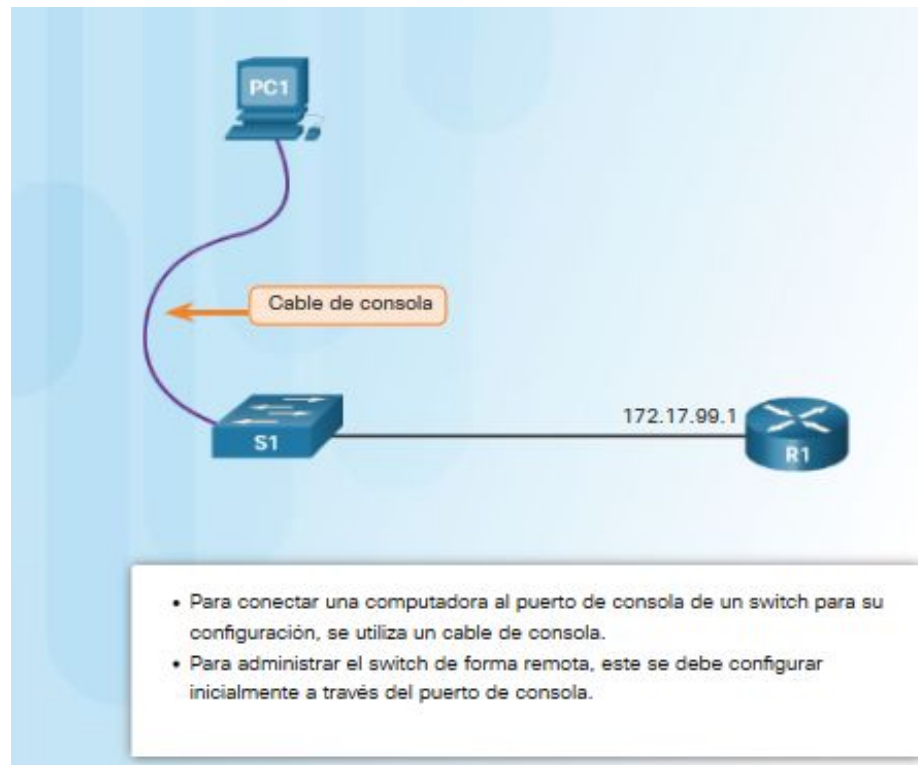 PC1
Cable de consola
172.17.99.1
S1
R1
• Para conectar una computadora al puerto de consola de un switch para su
configuración, se utiliza un cable de consola.
• Para administrar el switch de forma remota, este se debe configurar
inicialmente a través del puerto de consola.